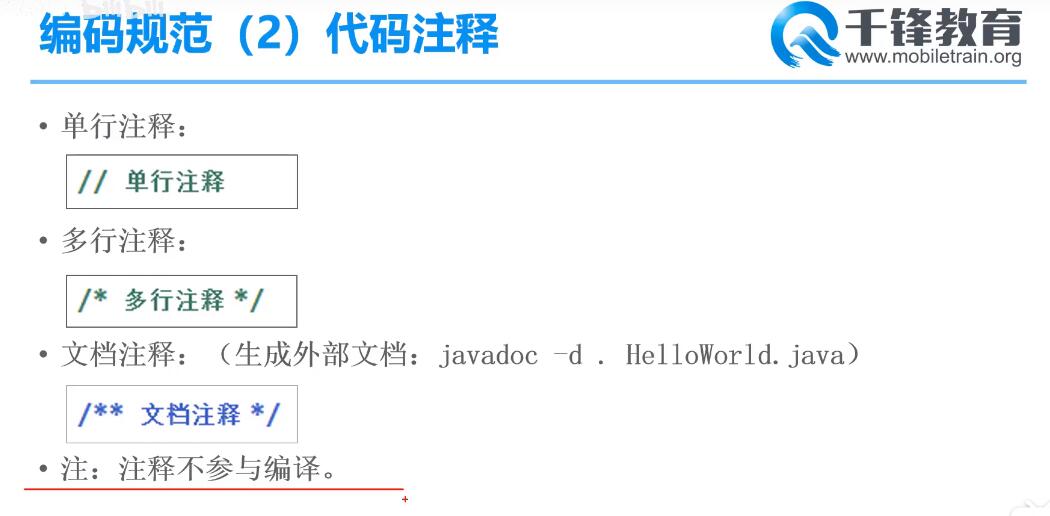 编码规范（2）代码注释
千锋教育
www.mobiletrain.org
• 单行注释：
// 单行注释
• 多行注释：
/* 多行注释 */
• 文档注释：（生成外部文档：javadoc -d . HelloWorld.java）
/** 文档注释 */
• 注：注释不参与编译。